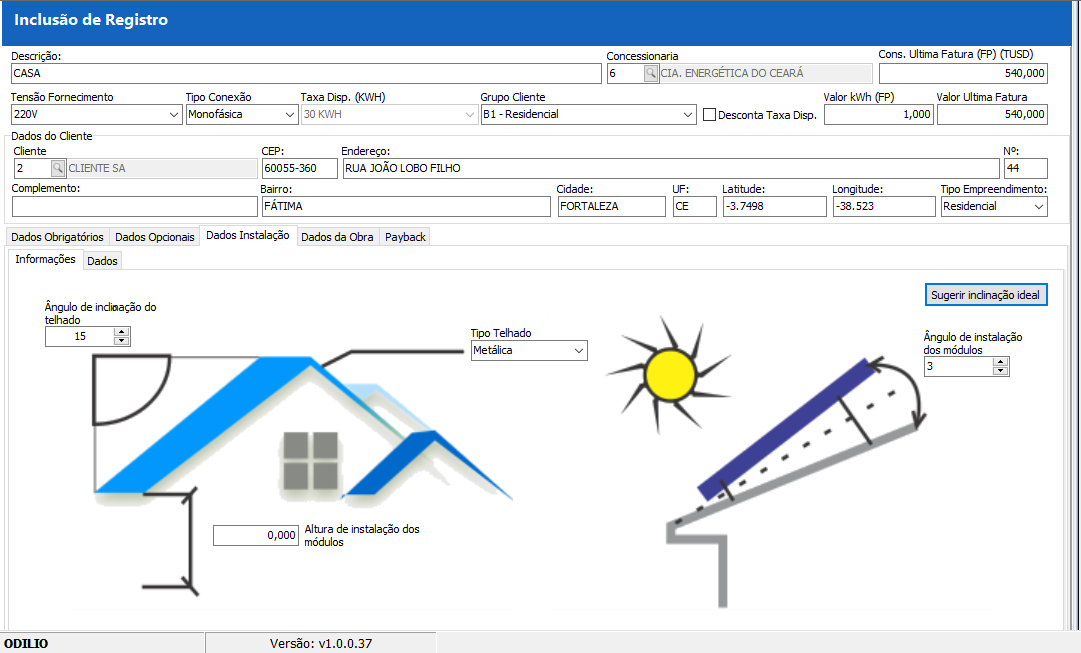 Inclusão de Registro
Descrição:
Concessionaria
Cons. Ultima Fatura (FP) (TUSD)
CASA
6
CIA. ENERGÉTICA DO CEARÁ
540,000
Tensão Fornecimento
Tipo Conexão
Taxa Disp. (KWH)
Grupo Cliente
Valor kWh (FP)
Valor Ultima Fatura
220V
Monofásica
30 KWH
B1 - Residencial
Desconta Taxa Disp.
1,000
540,000
Dados do Cliente
Cliente
CEP:
Endereço:
Nº:
2
CLIENTE SA
60055-360
RUA JOÃO LOBO FILHO
44
Complemento:
Bairro:
Cidade:
UF:
Latitude:
Longitude:
Tipo Empreendimento:
FÁTIMA
FORTALEZA
CE
-3.7498
-38.523
Residencial
Dados Obrigatórios
Dados Opcionais
Dados Instalação
Dados da Obra
Payback
Informações
Dados
Sugerir inclinação ideal
Ângulo de inclinação do
telhado
15
Tipo Telhado
Metálica
Ângulo de instalação
dos módulos
3
0,000
Altura de instalação dos
módulos
ODILIO
Versão: v1.0.0.37